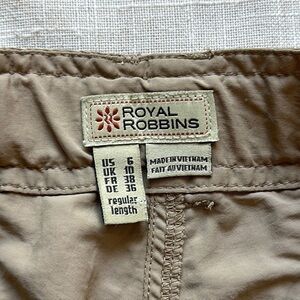 ROYAL
ROBBINS
US 6
UK 10
FR 38
DE 36
regular
length
MADE IN VIETNAM
FAIT AU VIETNAM